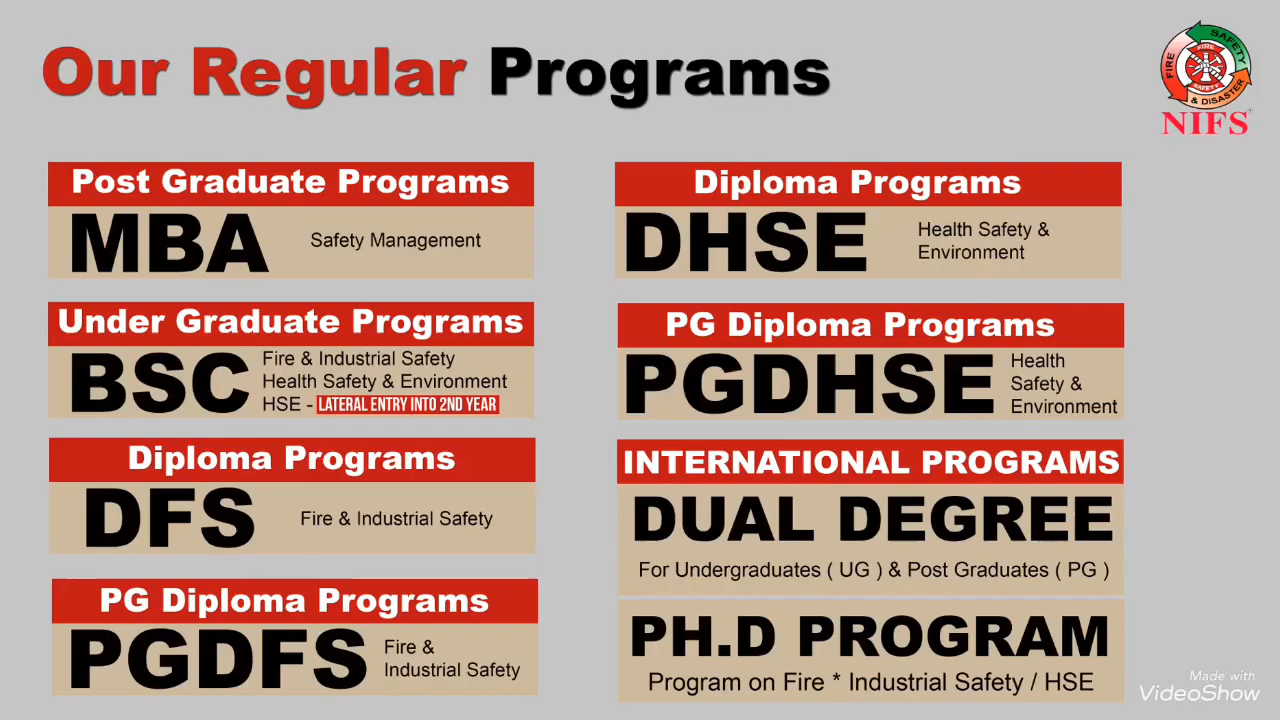 Our Regular Programs
FIRE
SAFETY
& DISASTER
FIRE
SAFETY
NIFS
Post Graduate Programs
MBA
Safety Management
Under Graduate Programs
BSC
Fire & Industrial Safety
Health Safety & Environment
HSE - LATERAL ENTRY INTO 2ND YEAR
Diploma Programs
DFS
Fire & Industrial Safety
PG Diploma Programs
PGDFS
Fire &
Industrial Safety
Diploma Programs
DHSE
Health Safety &
Environment
PG Diploma Programs
PGDHSE
Health
Safety &
Environment
INTERNATIONAL PROGRAMS
DUAL DEGREE
For Undergraduates ( UG ) & Post Graduates ( PG )
PH.D PROGRAM
Program on Fire * Industrial Safety / HSE
Made with
VideoShow